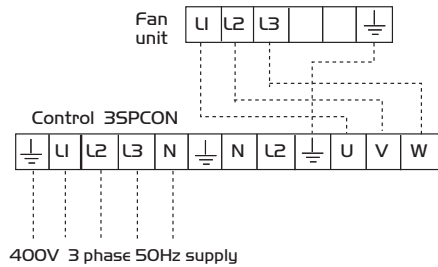 Fan
unit
L1 L2 L3
Control 3SPCON
L1 L2 L3 N N L2 U V W
400V 3 phase 50Hz supply